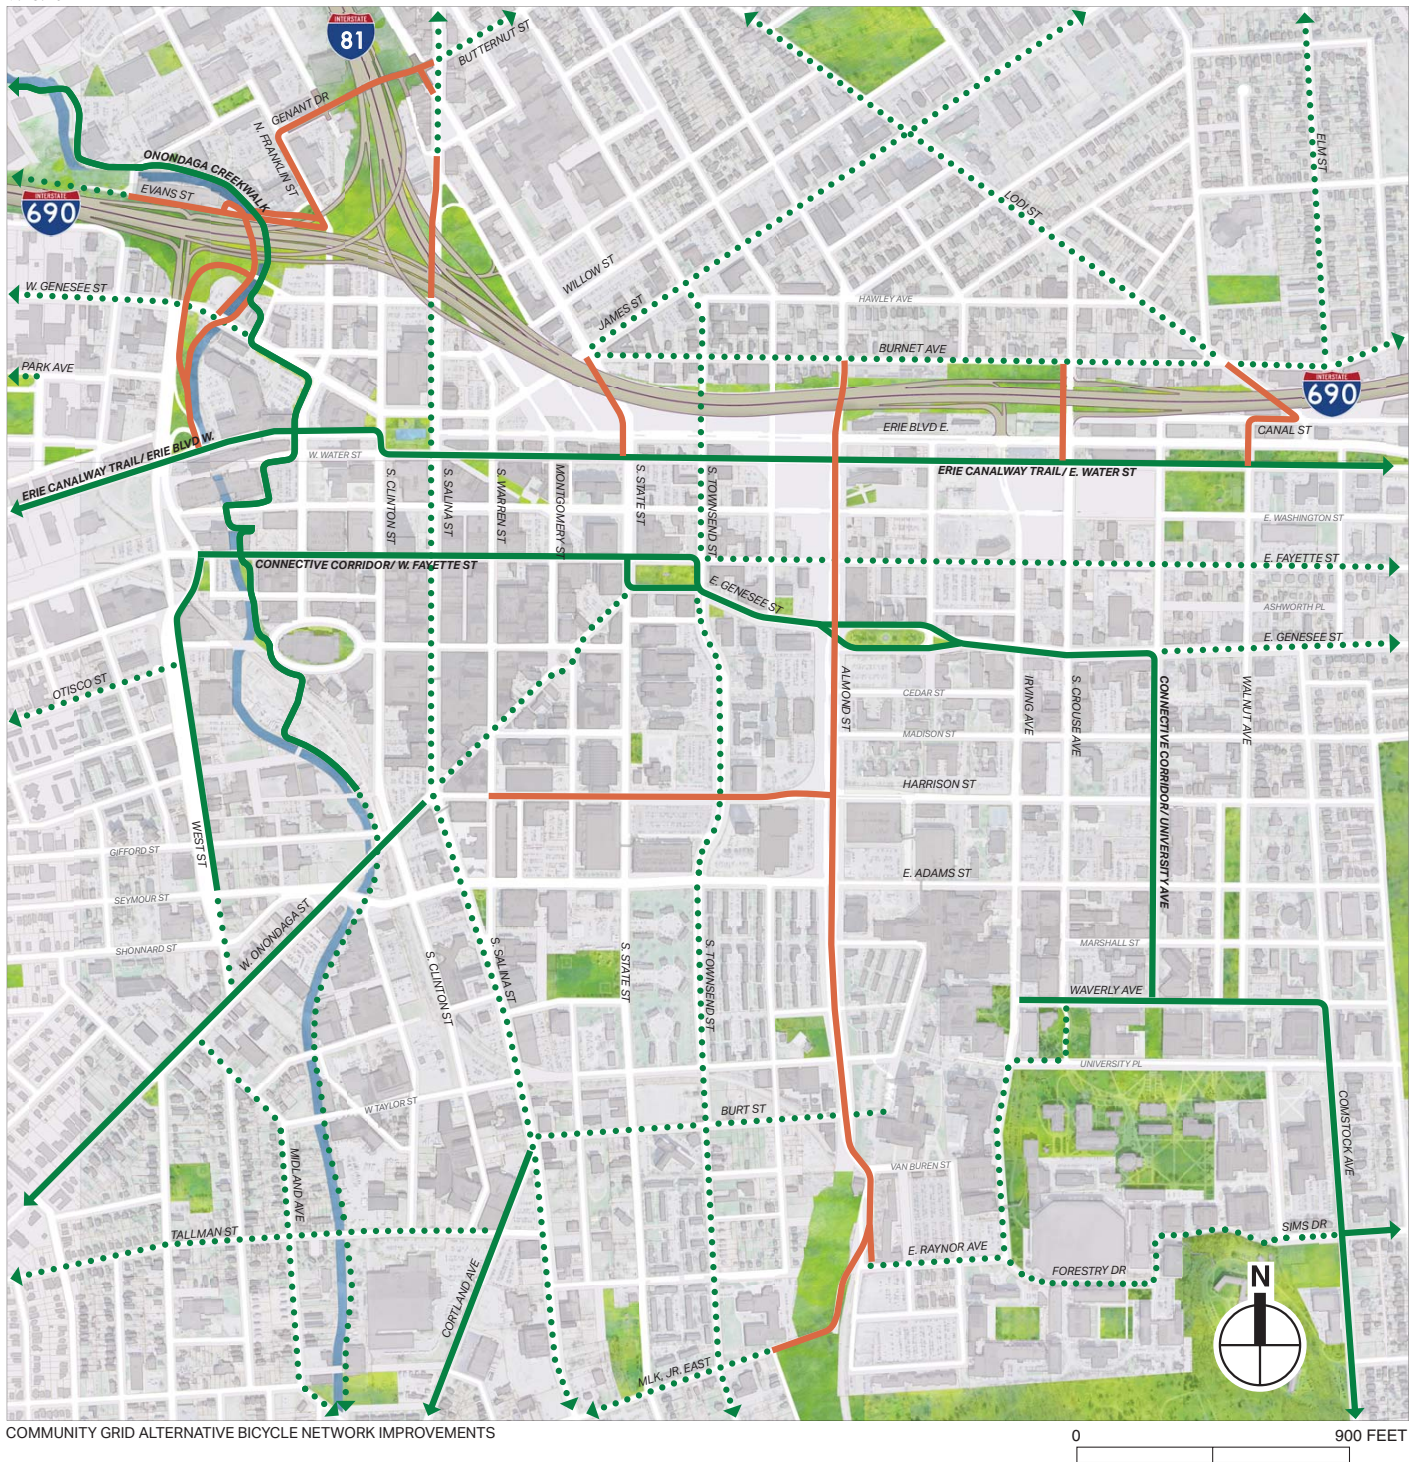 INTERSTATE
81
BUTTERNUT ST
GENANT DR
N. FRANKLIN ST
ONONDAGA CREEKWALK
EVANS ST
INTERSTATE
690
ELM ST
LODI ST
WILLOW ST
W. GENESEE ST
JAMES ST
HAWLEY AVE
BURNET AVE
PARK AVE
INTERSTATE
690
ERIE BLVD E.
CANAL ST
ERIE CANALWAY TRAIL/ ERIE BLVD W.
W. WATER ST
ERIE CANALWAY TRAIL/ E. WATER ST
S. CLINTON ST
S. SALINA ST
S. WARREN ST
MONTGOMERY ST
S. STATE ST
S. TOWNSEND ST
E. WASHINGTON ST
CONNECTIVE CORRIDOR/ W. FAYETTE ST
E. FAYETTE ST
E. GENESEE ST
ASHWORTH PL
E. GENESEE ST
OTISCO ST
ALMOND ST
CEDAR ST
IRVING AVE
S. CROUSE AVE
CONNECTIVE CORRIDOR/ UNIVERSITY AVE
WALNUT AVE
MADISON ST
HARRISON ST
WEST ST
GIFFORD ST
E. ADAMS ST
SEYMOUR ST
W. ONONDAGA ST
SHONNARD ST
S. CLINTON ST
S. SALINA ST
S. STATE ST
S. TOWNSEND ST
MARSHALL ST
WAVERLY AVE
UNIVERSITY PL
W TAYLOR ST
BURT ST
COMSTOCK AVE
MIDLAND AVE
VAN BUREN ST
TALLMAN ST
SIMS DR
E. RAYNOR AVE
FORESTRY DR
CORTLAND AVE
N
MLK, JR. EAST
COMMUNITY GRID ALTERNATIVE BICYCLE NETWORK IMPROVEMENTS
0 900 FEET